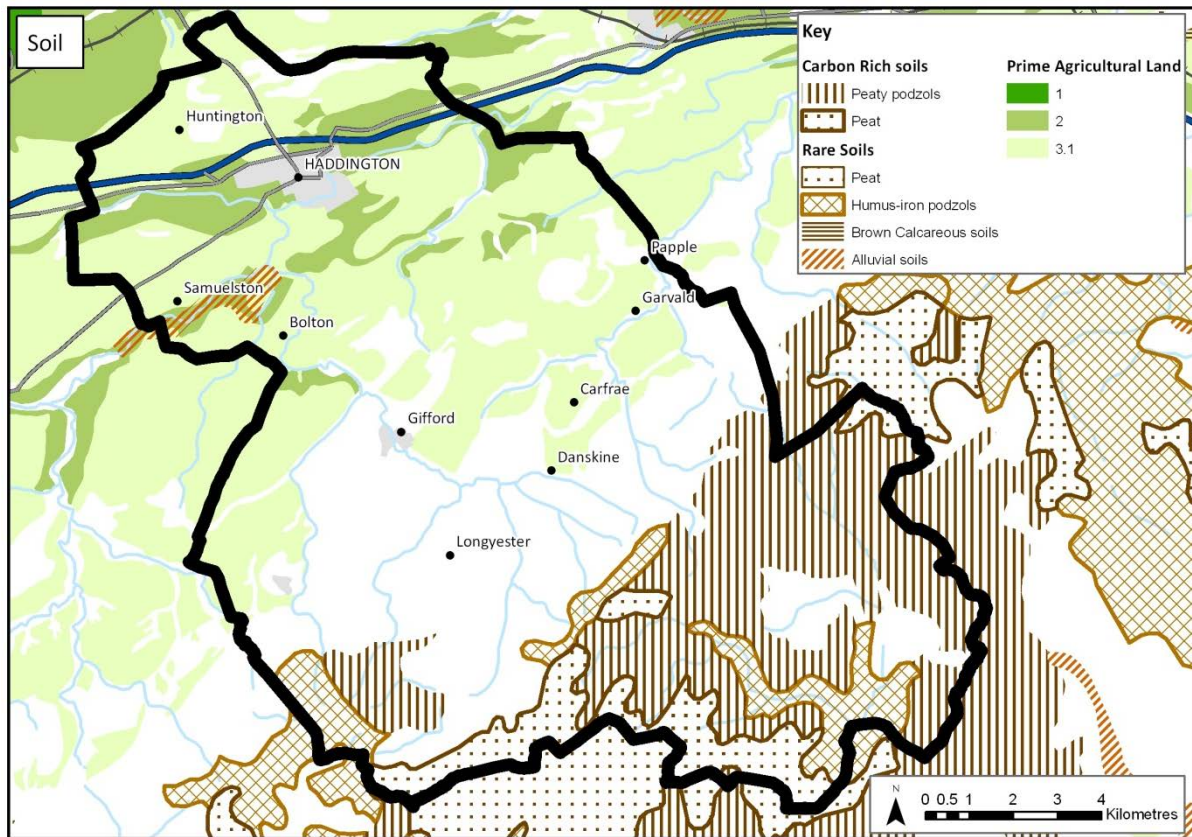 Soil
Key
Carbon Rich soils
Peaty podzols
Peat
Rare Soils
Peat
Humus-iron podzols
Brown Calcareous soils
Alluvial soils
Prime Agricultural Land
1
2
3.1
Huntington
HADDINGTON
Papple
Samuelston
Garvald
Bolton
Carfrae
Gifford
Danskine
Longyester
N
0 0.5 1 2 3 4
Kilometres